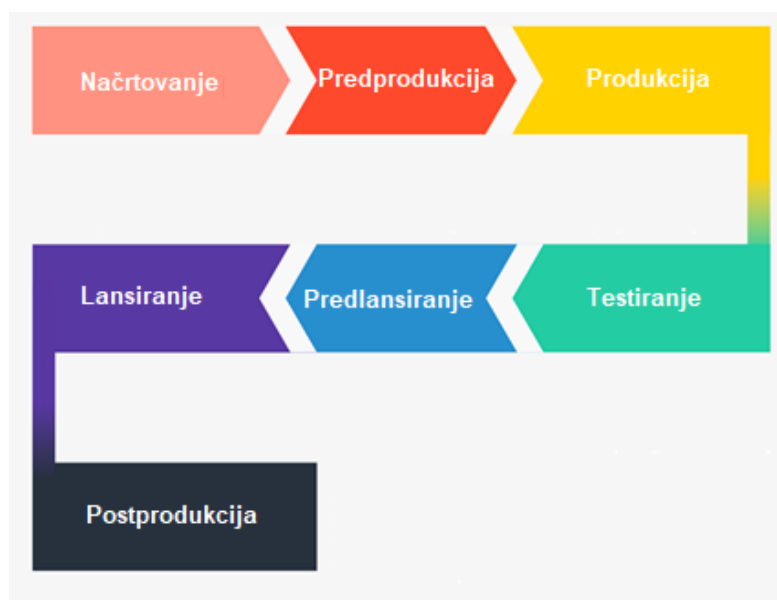 Načrtovanje
Predprodukcija
Produkcija
Testiranje
Predlansiranje
Lansiranje
Postprodukcija